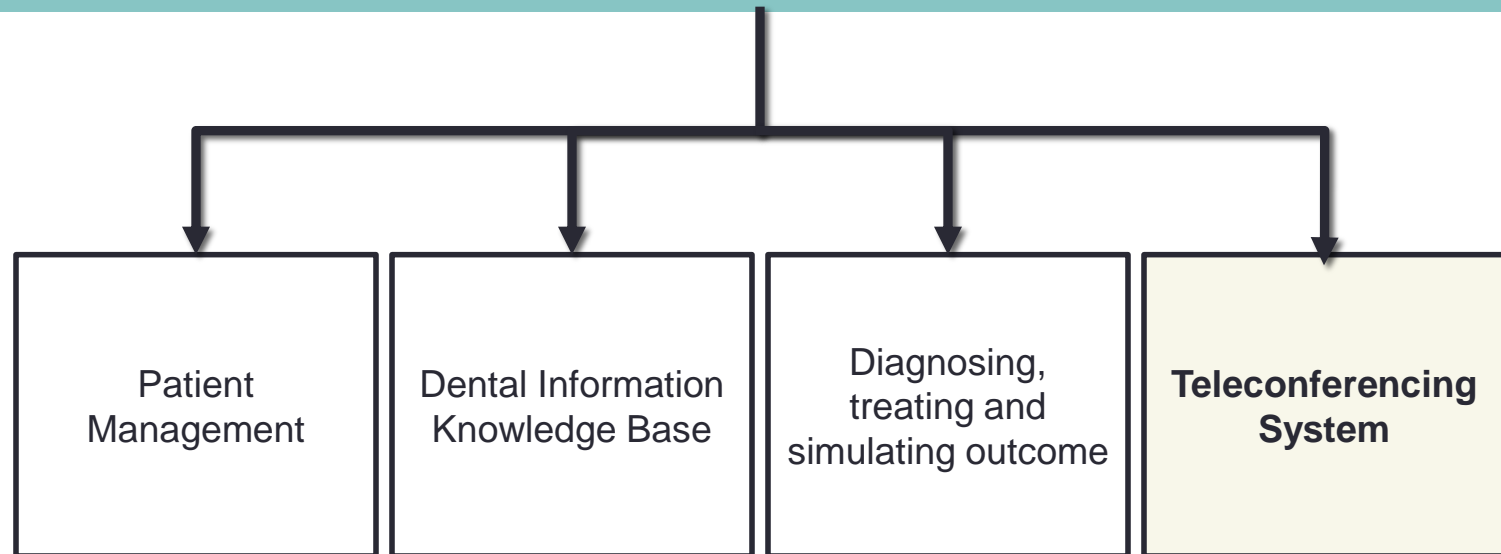 Patient
Management
Dental Information
Knowledge Base
Diagnosing,
treating and
simulating outcome
Teleconferencing
System